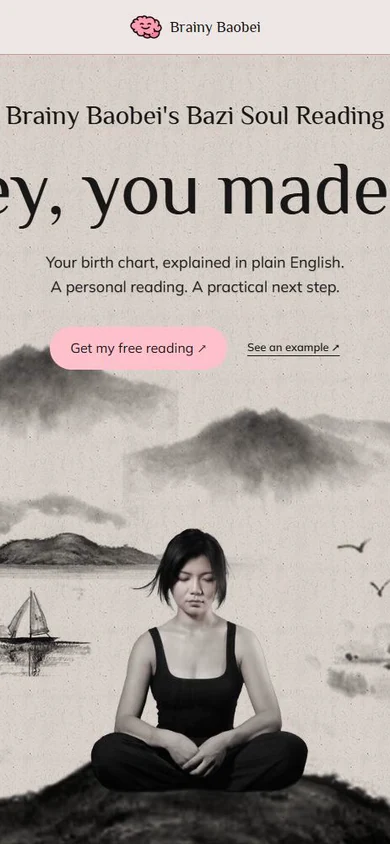 Brainy Baobei
Brainy Baobei's Bazi Soul Reading
ey, you made
Your birth chart, explained in plain English.
A personal reading. A practical next step.
Get my free reading ↗
See an example ↗